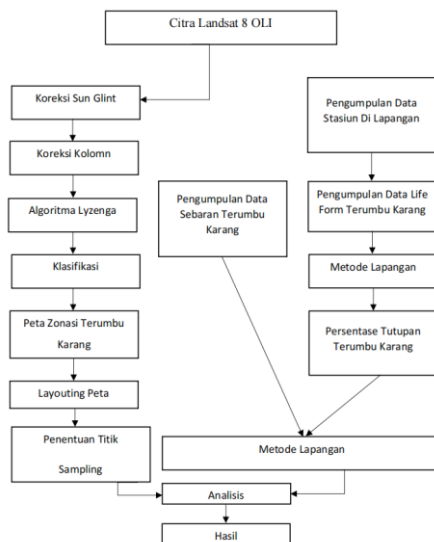 Citra Landsat 8 OLI
Koreksi Sun Glint
Koreksi Kolomn
Algoritma Lyzenga
Klasifikasi
Peta Zonasi Terumbu
Karang
Layouting Peta
Penentuan Titik
Sampling
Pengumpulan Data
Sebaran Terumbu
Karang
Pengumpulan Data
Stasiun Di Lapangan
Pengumpulan Data Life
Form Terumbu Karang
Metode Lapangan
Persentase Tutupan
Terumbu Karang
Metode Lapangan
Analisis
Hasil